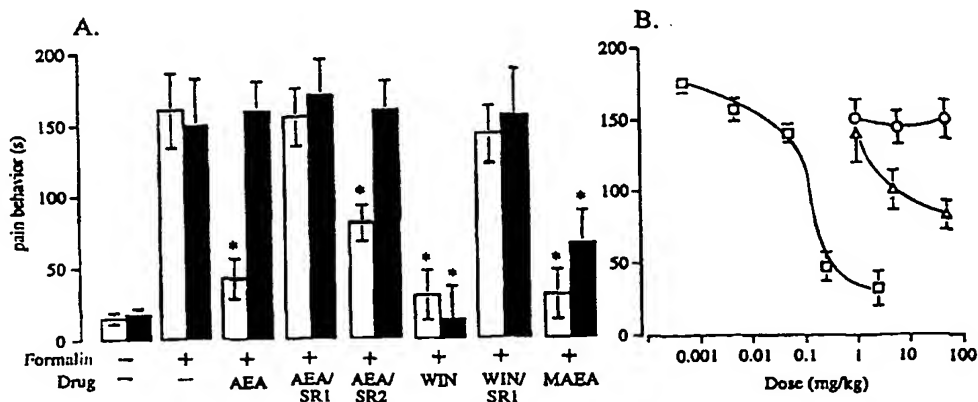 A.
pain behavior (s)
200
150
100
50
0
* * * * * *
Formalin − + + + + + + +
Drug − − AEA AEA/SR1 AEA/SR2 WIN WIN/SR1 MAEA
B.
200
150
100
50
0
0.001 0.01 0.1 1 10 100
Dose (mg/kg)